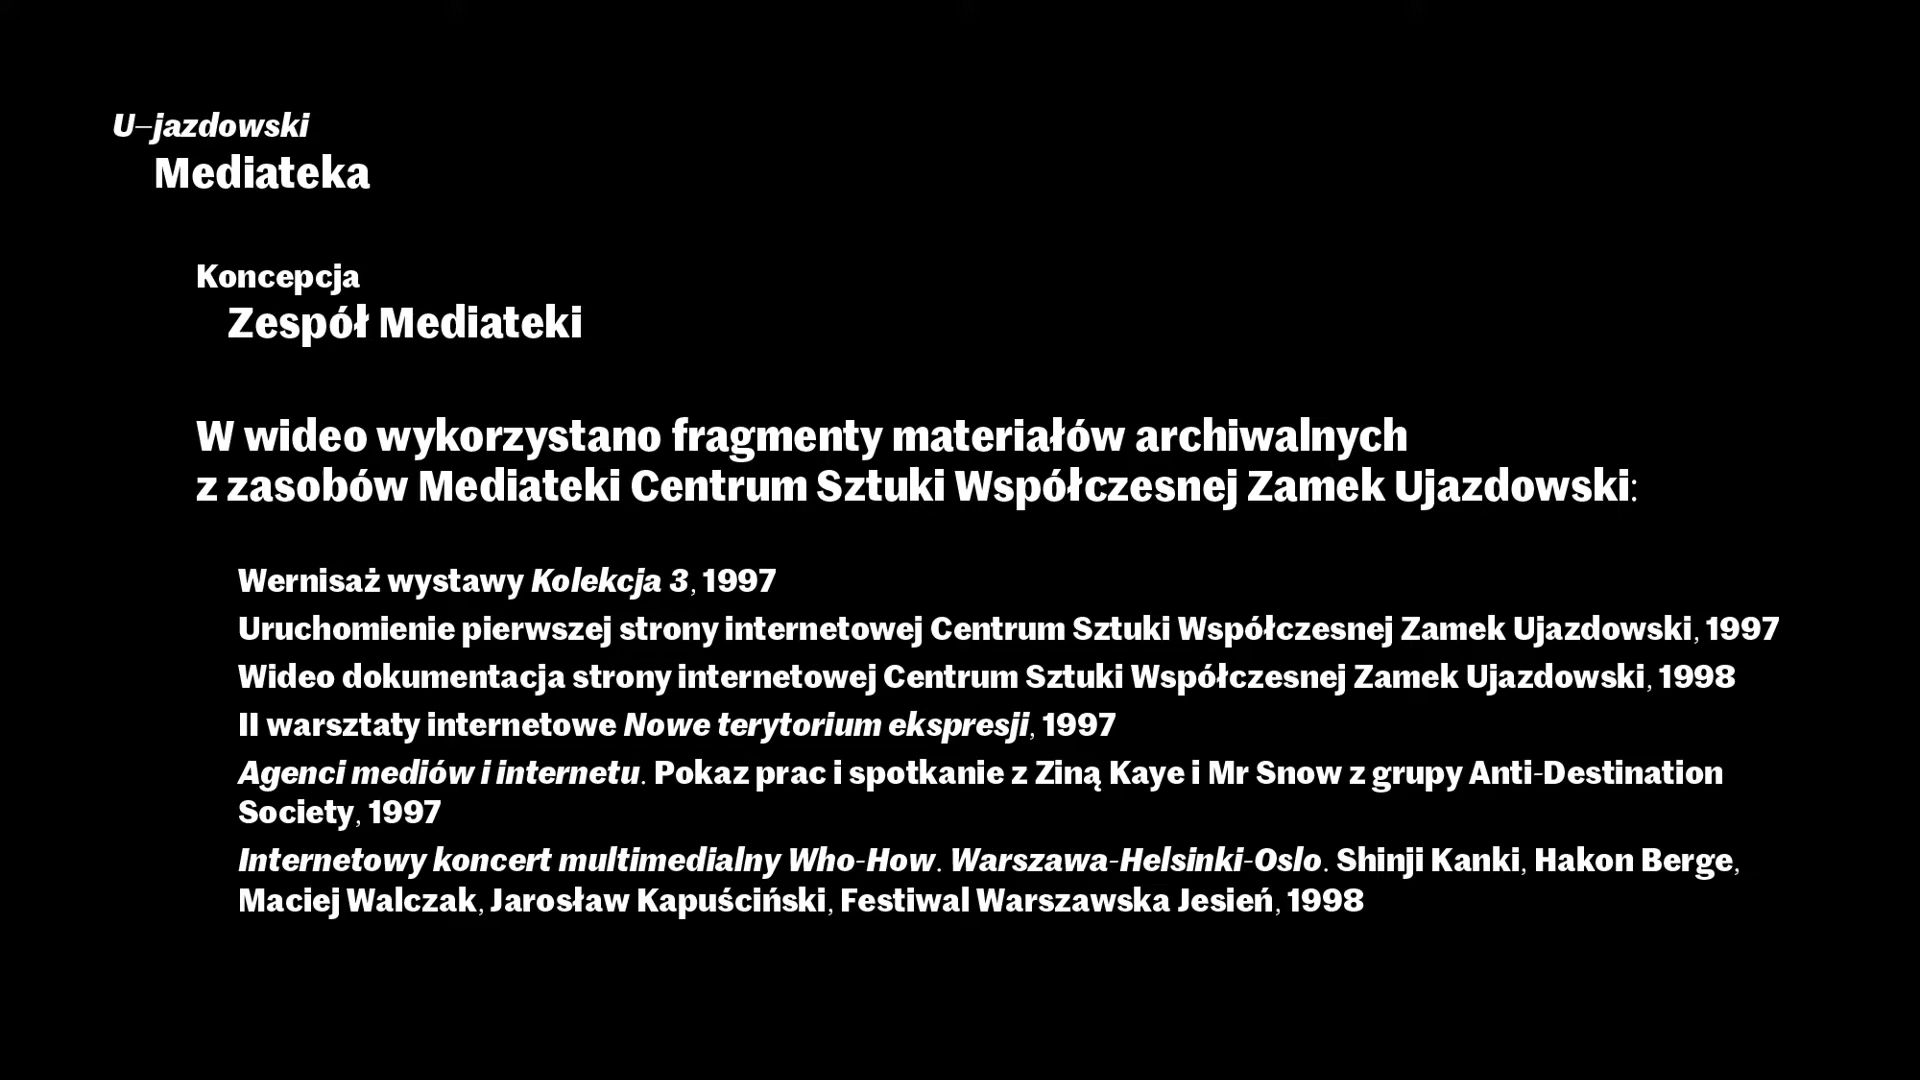 U–jazdowski
Mediateka
Koncepcja
Zespół Mediateki
W wideo wykorzystano fragmenty materiałów archiwalnych
z zasobów Mediateki Centrum Sztuki Współczesnej Zamek Ujazdowski:
Wernisaż wystawy Kolekcja 3, 1997
Uruchomienie pierwszej strony internetowej Centrum Sztuki Współczesnej Zamek Ujazdowski, 1997
Wideo dokumentacja strony internetowej Centrum Sztuki Współczesnej Zamek Ujazdowski, 1998
II warsztaty internetowe Nowe terytorium ekspresji, 1997
Agenci mediów i internetu. Pokaz prac i spotkanie z Ziną Kaye i Mr Snow z grupy Anti-Destination
Society, 1997
Internetowy koncert multimedialny Who-How. Warszawa-Helsinki-Oslo. Shinji Kanki, Hakon Berge,
Maciej Walczak, Jarosław Kapuściński, Festiwal Warszawska Jesień, 1998